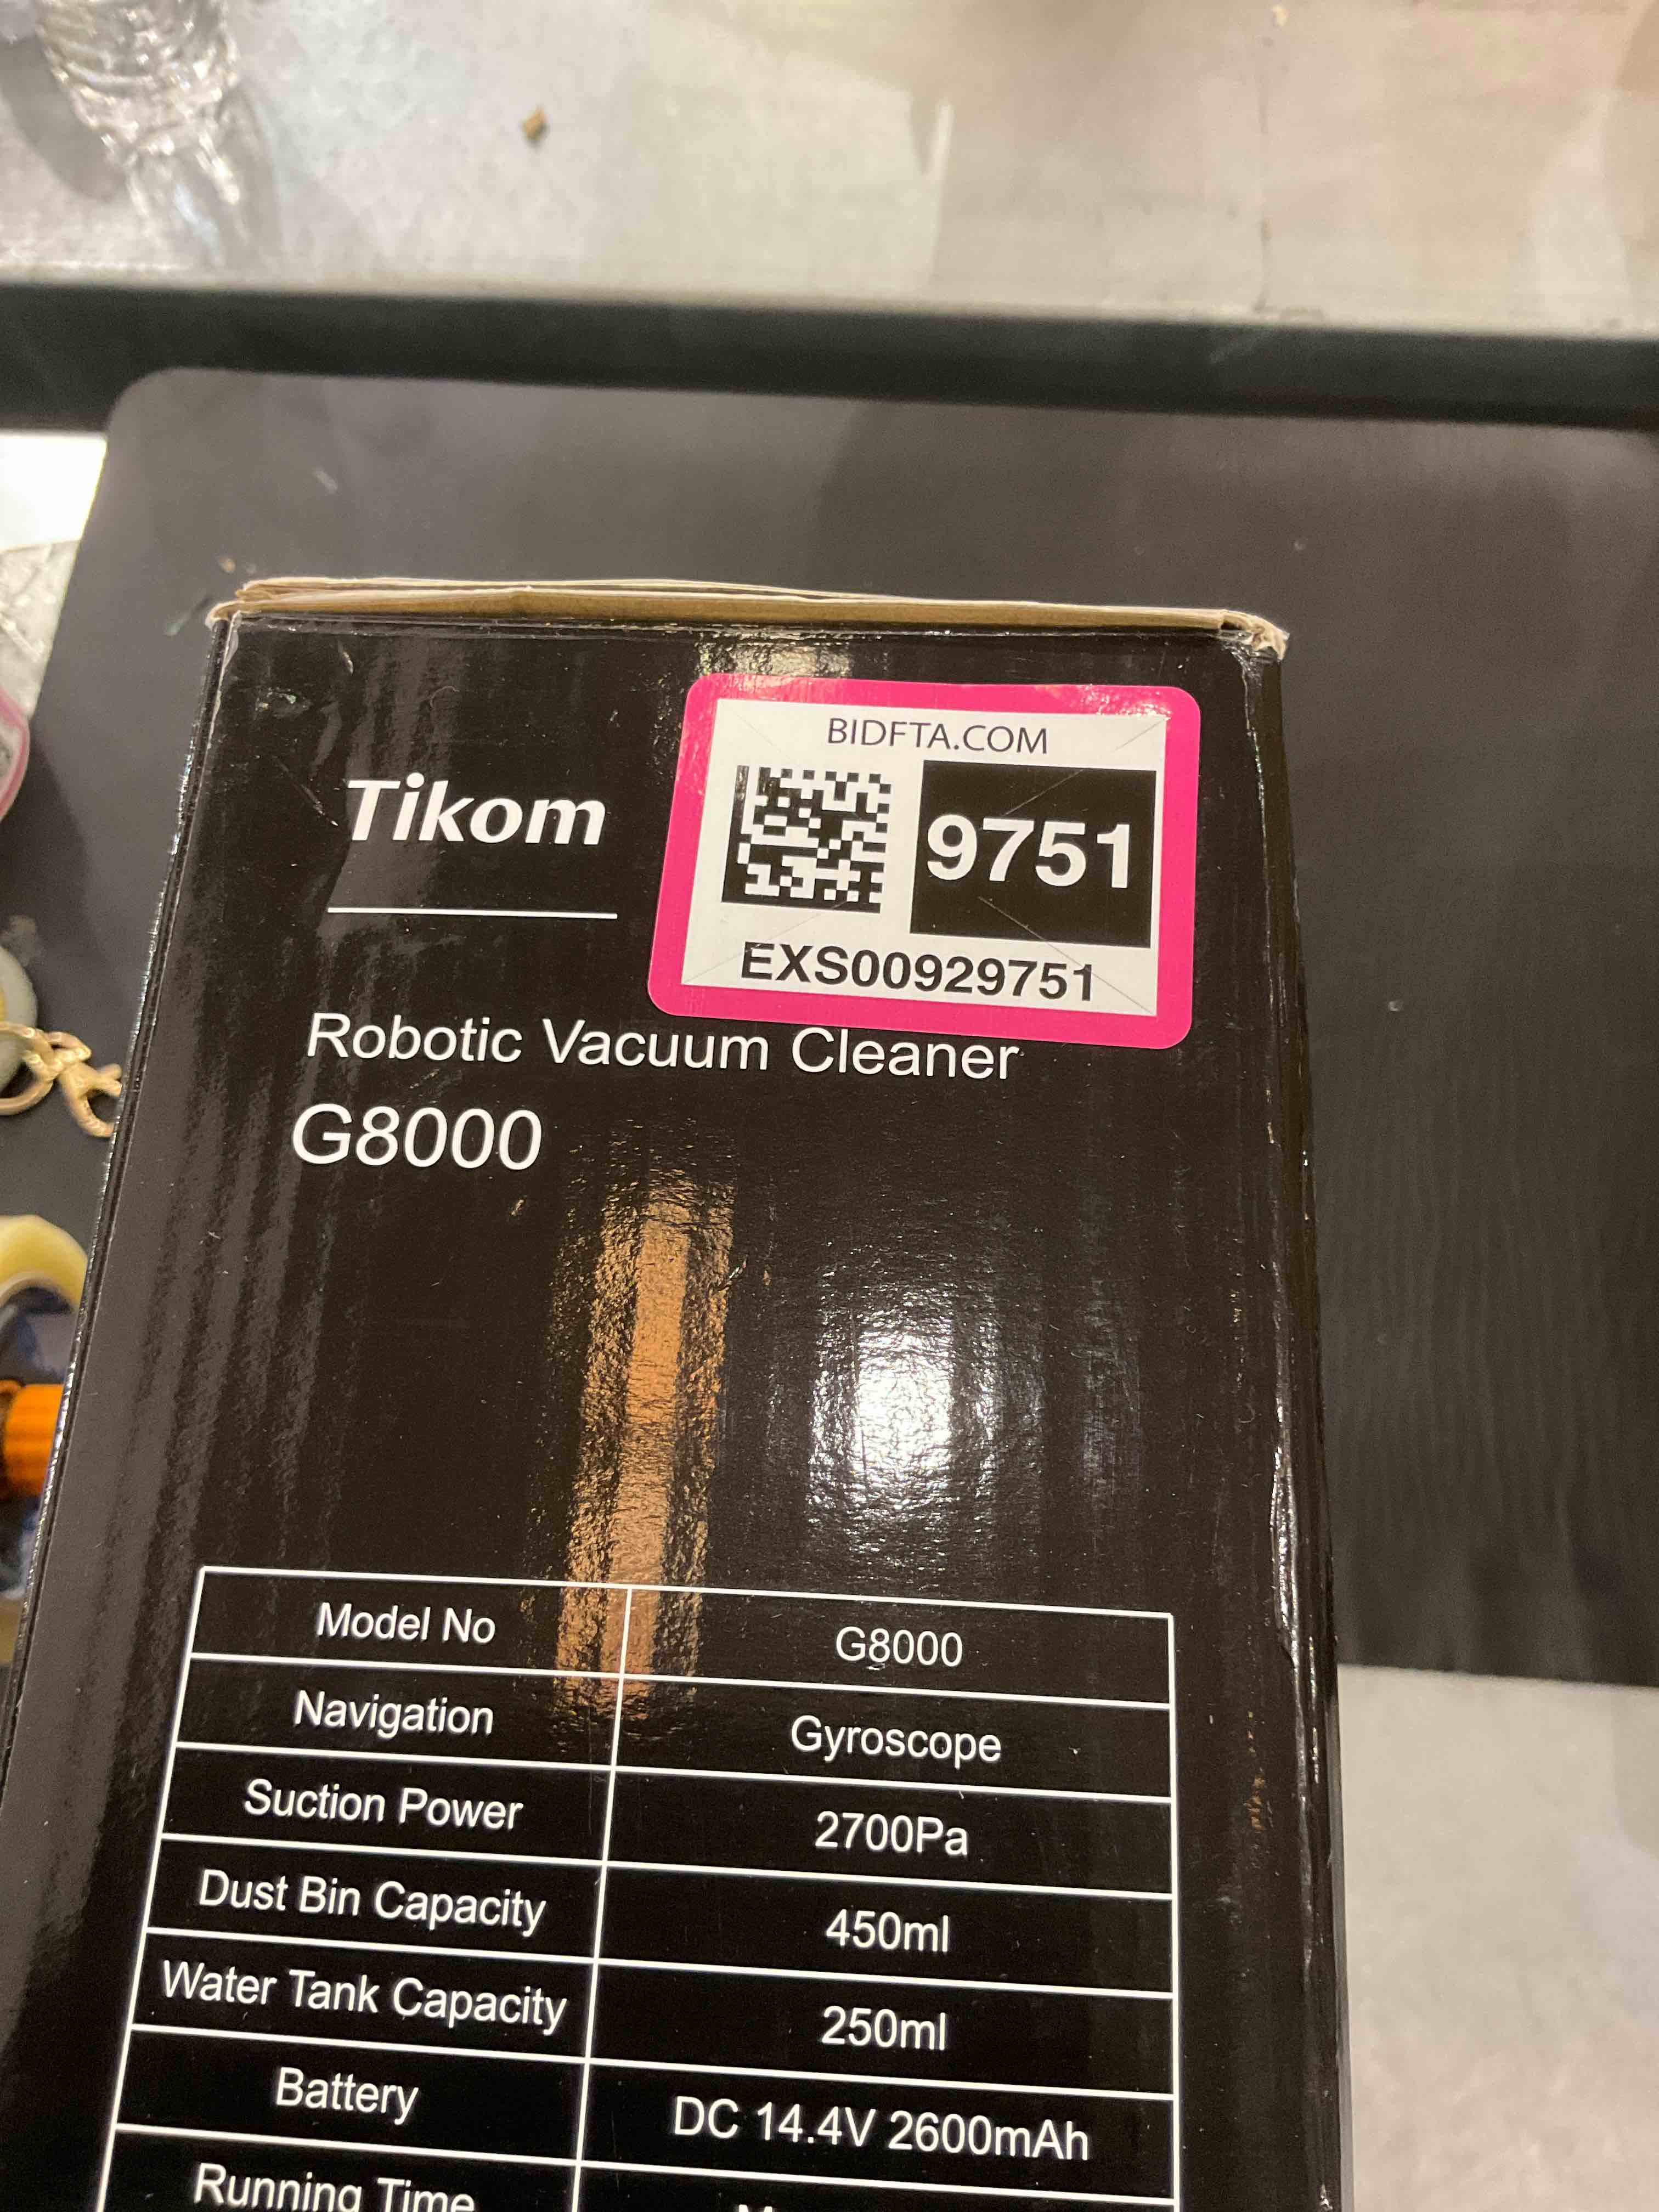 BIDFTA.COM
9751
EXS00929751
Tikom
Robotic Vacuum Cleaner
G8000
Model No G8000
Navigation Gyroscope
Suction Power 2700Pa
Dust Bin Capacity 450ml
Water Tank Capacity 250ml
Battery DC 14.4V 2600mAh
Running Time